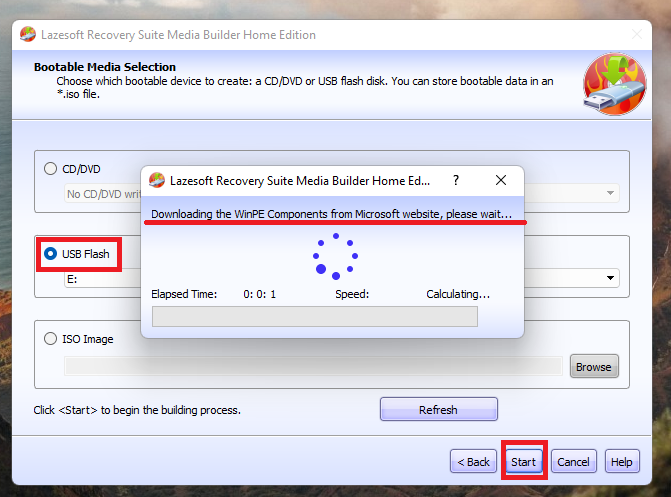 Lazesoft Recovery Suite Media Builder Home Edition
Bootable Media Selection
Choose which bootable device to create: a CD/DVD or USB flash disk. You can store bootable data in an
*.iso file.
CD/DVD
No CD/DVD writ
Lazesoft Recovery Suite Media Builder Home Ed... ?
Downloading the WinPE Components from Microsoft website, please wait...
USB Flash
E:
Elapsed Time: 0: 0: 1 Speed: Calculating...
ISO Image
Browse
Click <Start> to begin the building process.
Refresh
< Back Start Cancel Help